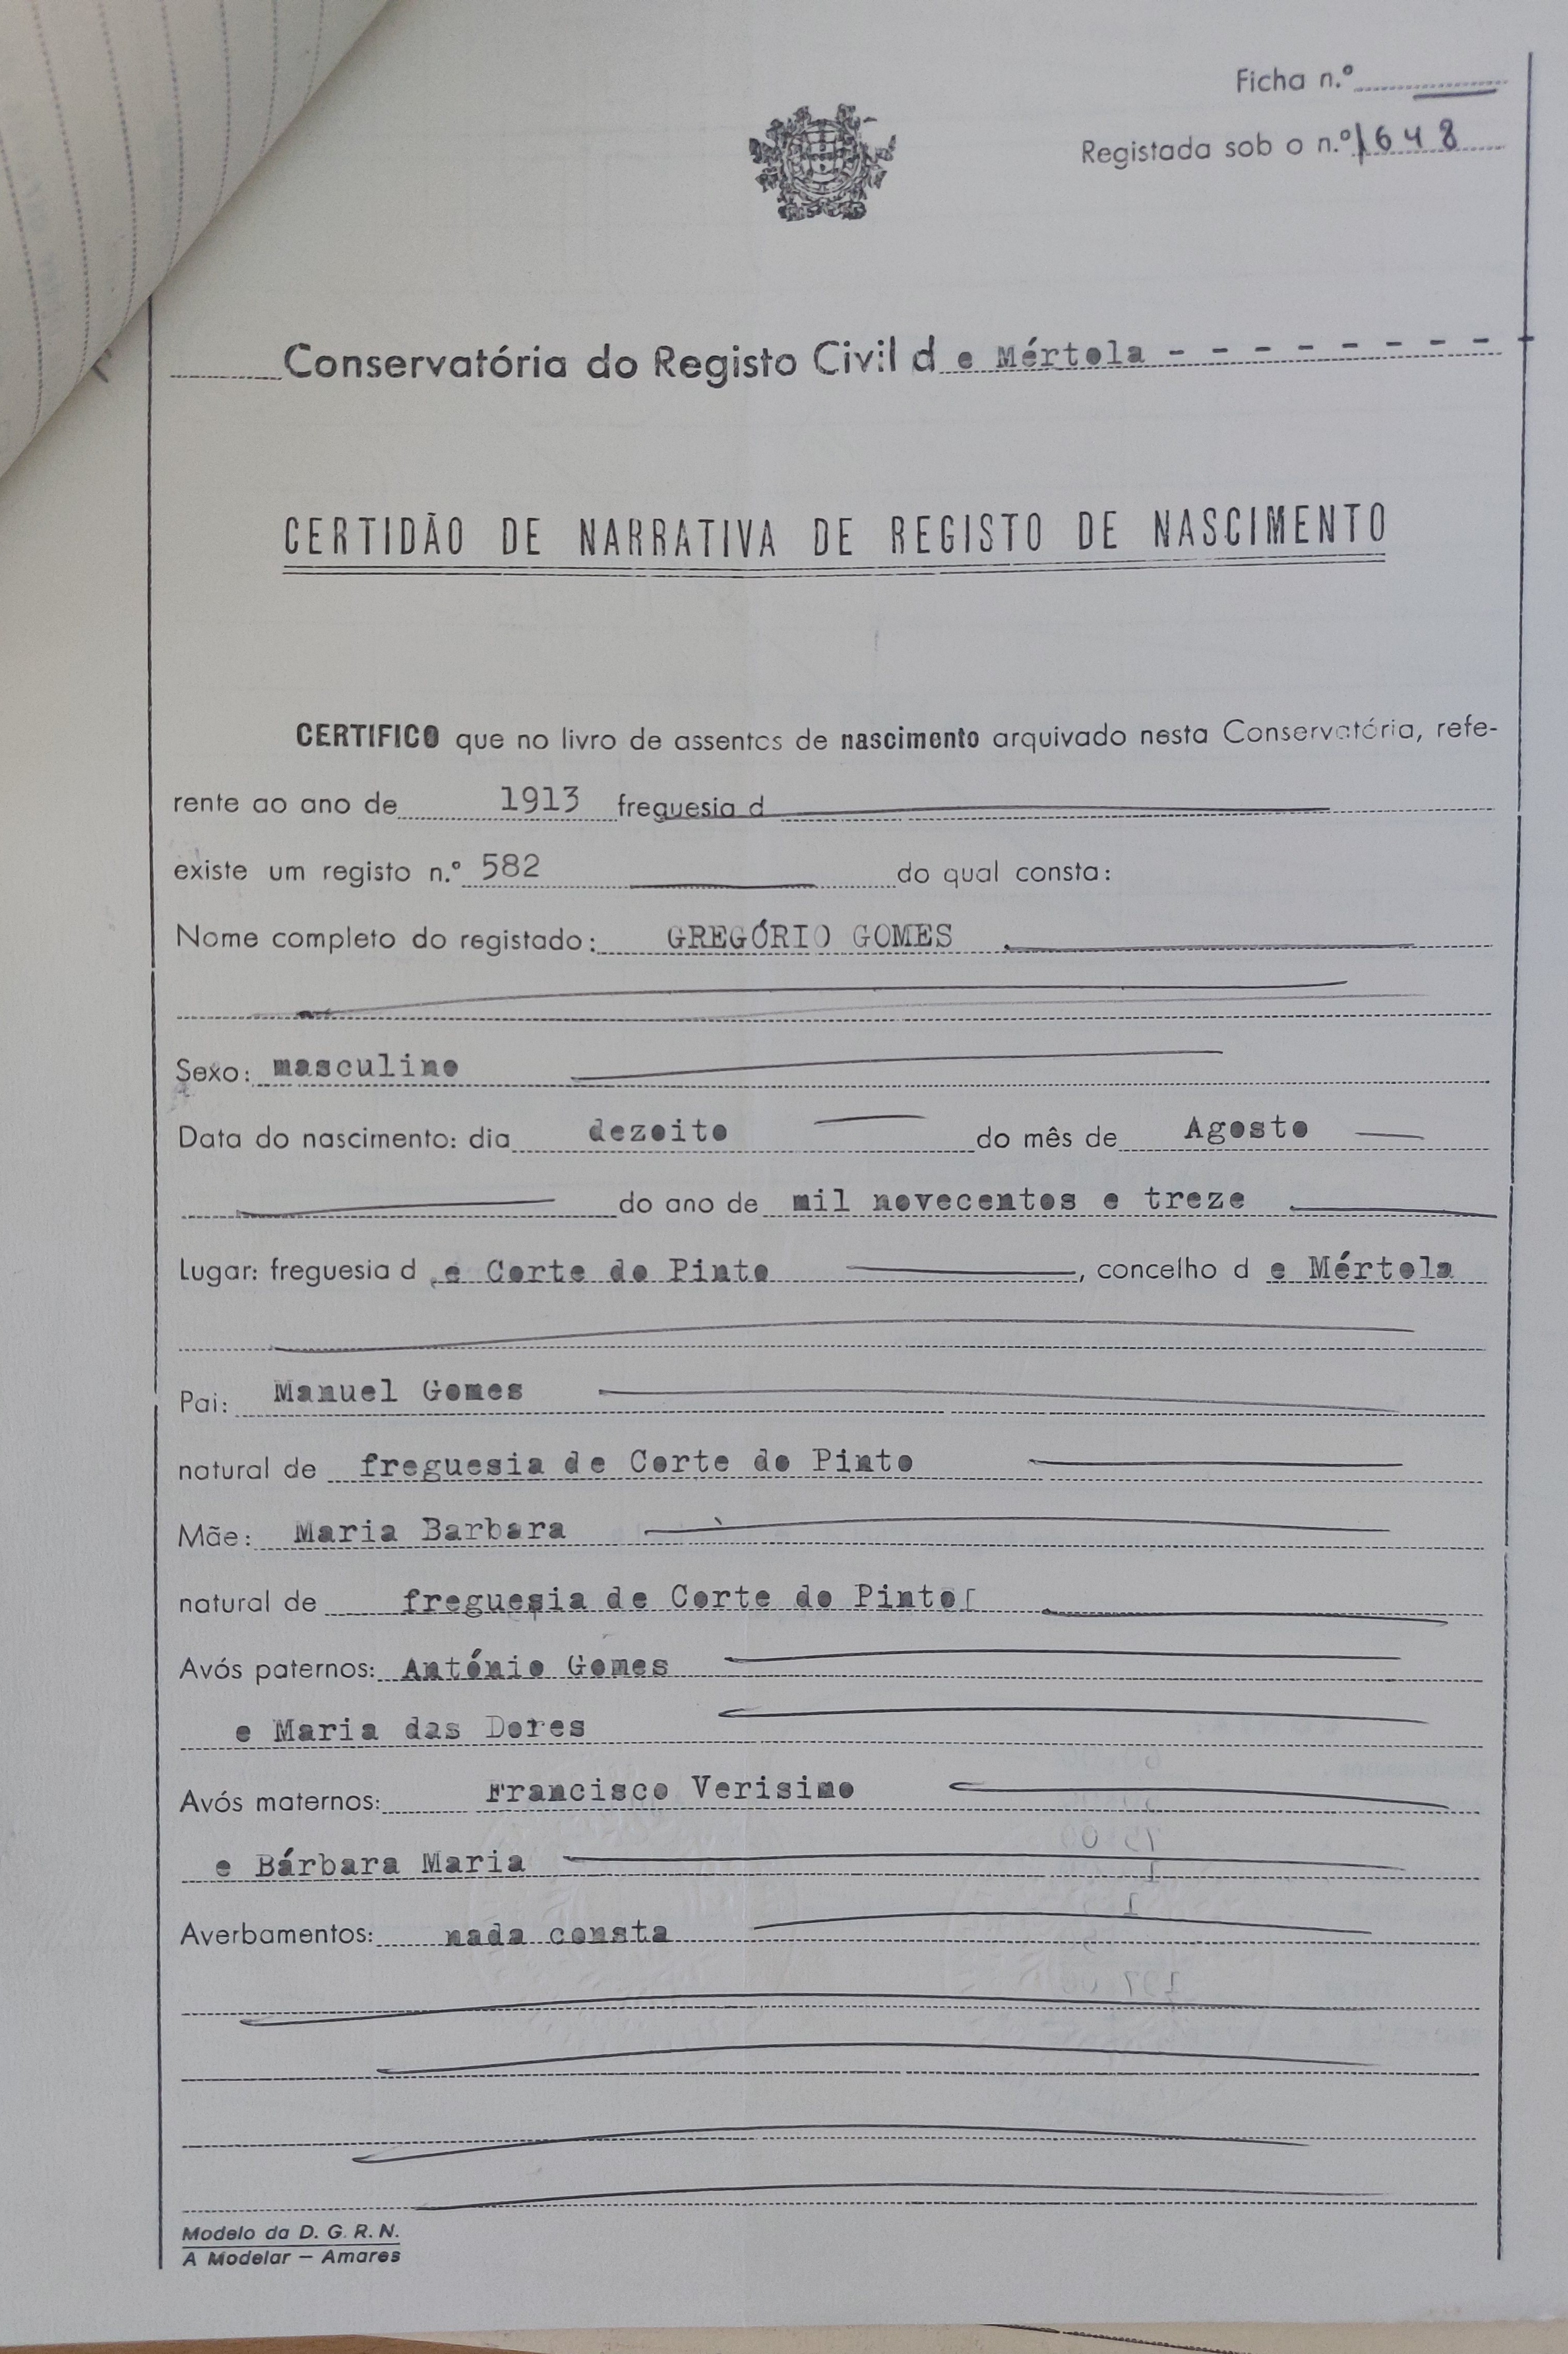 Ficha n.º
Registada sob o n.º 1648
Conservatória do Registo Civil d e Mértola - - - - - - - - -
CERTIDÃO DE NARRATIVA DE REGISTO DE NASCIMENTO
CERTIFICO que no livro de assentos de nascimento arquivado nesta Conservatória, refe-
rente ao ano de 1913 freguesia d
existe um registo n.º 582 do qual consta:
Nome completo do registado: GREGÓRIO GOMES
Sexo: masculino
Data do nascimento: dia dezoito do mês de Agosto
do ano de mil novecentos e treze
Lugar: freguesia d e Corte do Pinto, concelho d e Mértola
Pai: Manuel Gomes
natural de freguesia de Corte do Pinto
Mãe: Maria Barbara
natural de freguesia de Corte do Pinto
Avós paternos: António Gomes
e Maria das Dores
Avós maternos: Francisco Verisimo
e Bárbara Maria
Averbamentos: nada consta
Modelo da D. G. R. N.
A Modelar — Amares